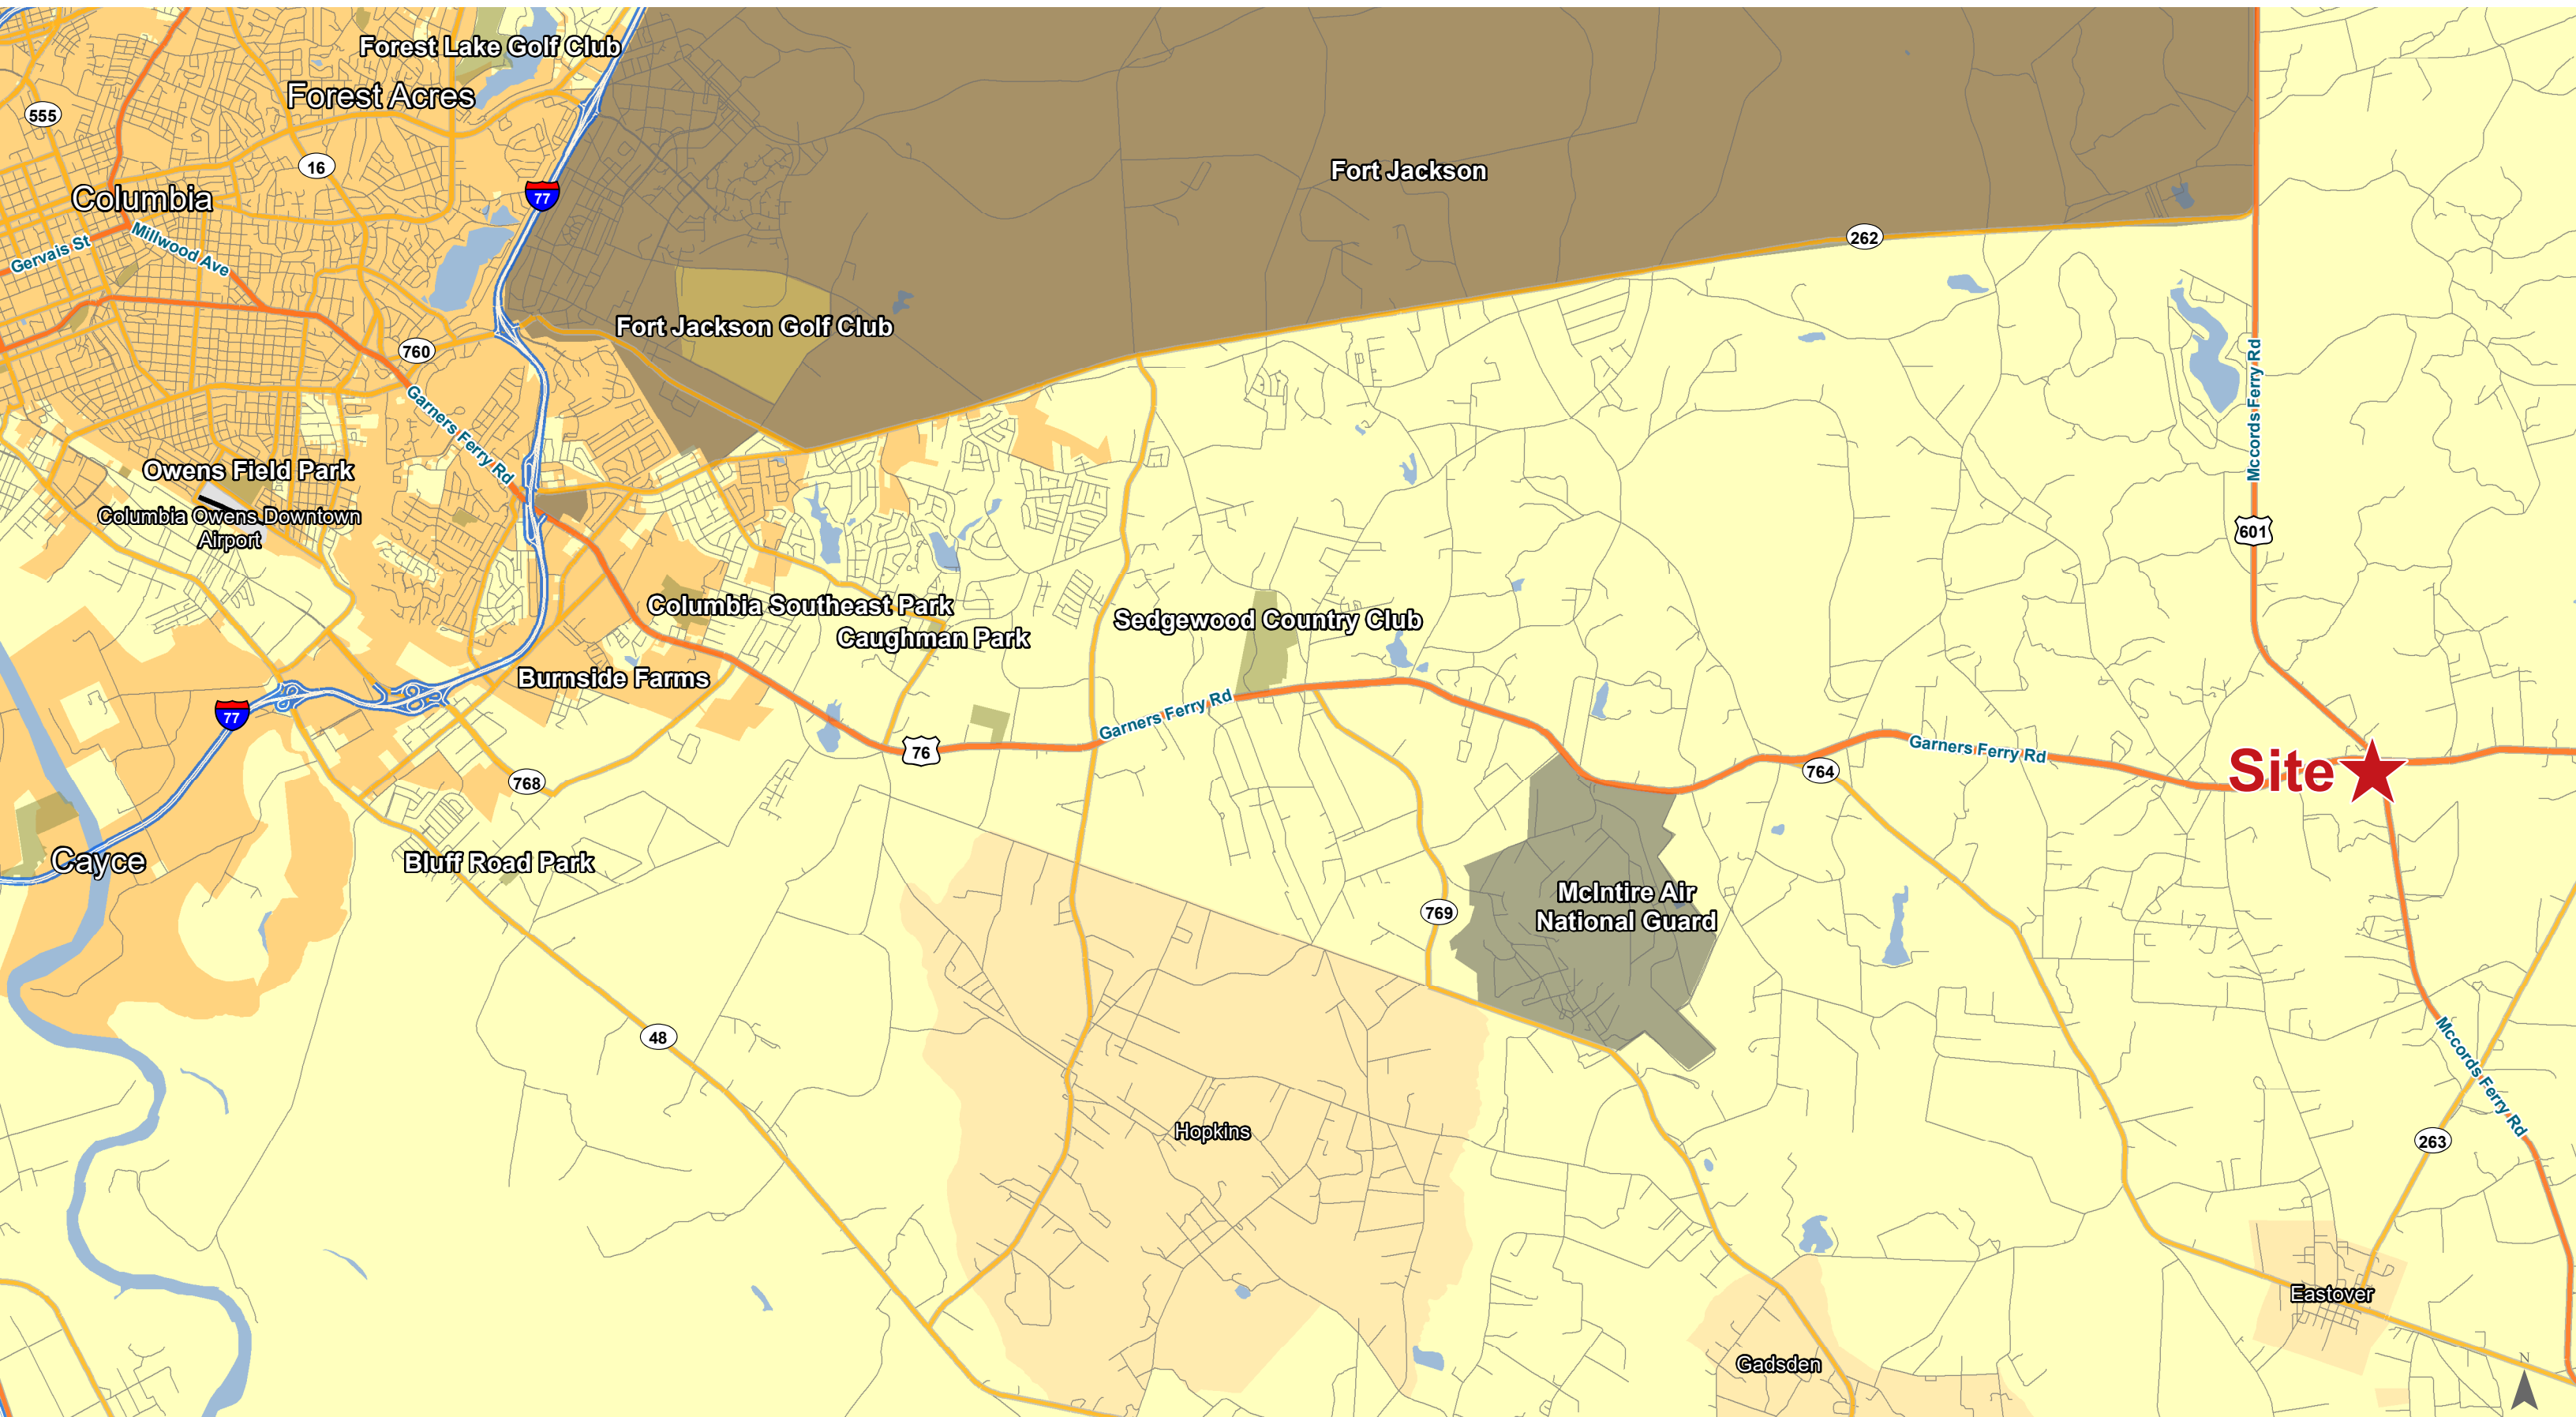 Forest Lake Golf Club
Forest Acres
555
16
Fort Jackson
Columbia
77
Gervais St
Millwood Ave
262
Fort Jackson Golf Club
760
Garners Ferry Rd
Mccords Ferry Rd
Owens Field Park
Columbia Owens Downtown
Airport
601
Columbia Southeast Park
Caughman Park
Sedgewood Country Club
Burnside Farms
77
Garners Ferry Rd
76
Garners Ferry Rd
764
Site
768
Cayce
Bluff Road Park
McIntire Air
National Guard
769
48
Mccords Ferry Rd
Hopkins
263
Eastover
Gadsden
N